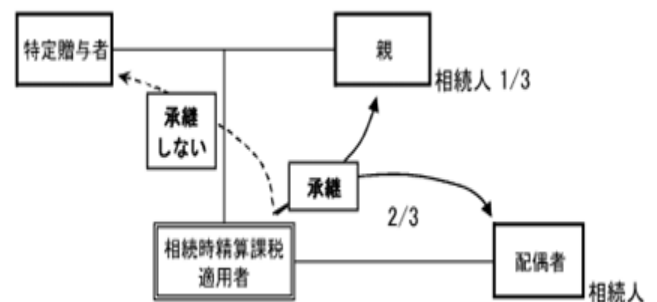 特定贈与者
親
相続人 1/3
承継
しない
承継
2/3
相続時精算課税
適用者
配偶者
相続人